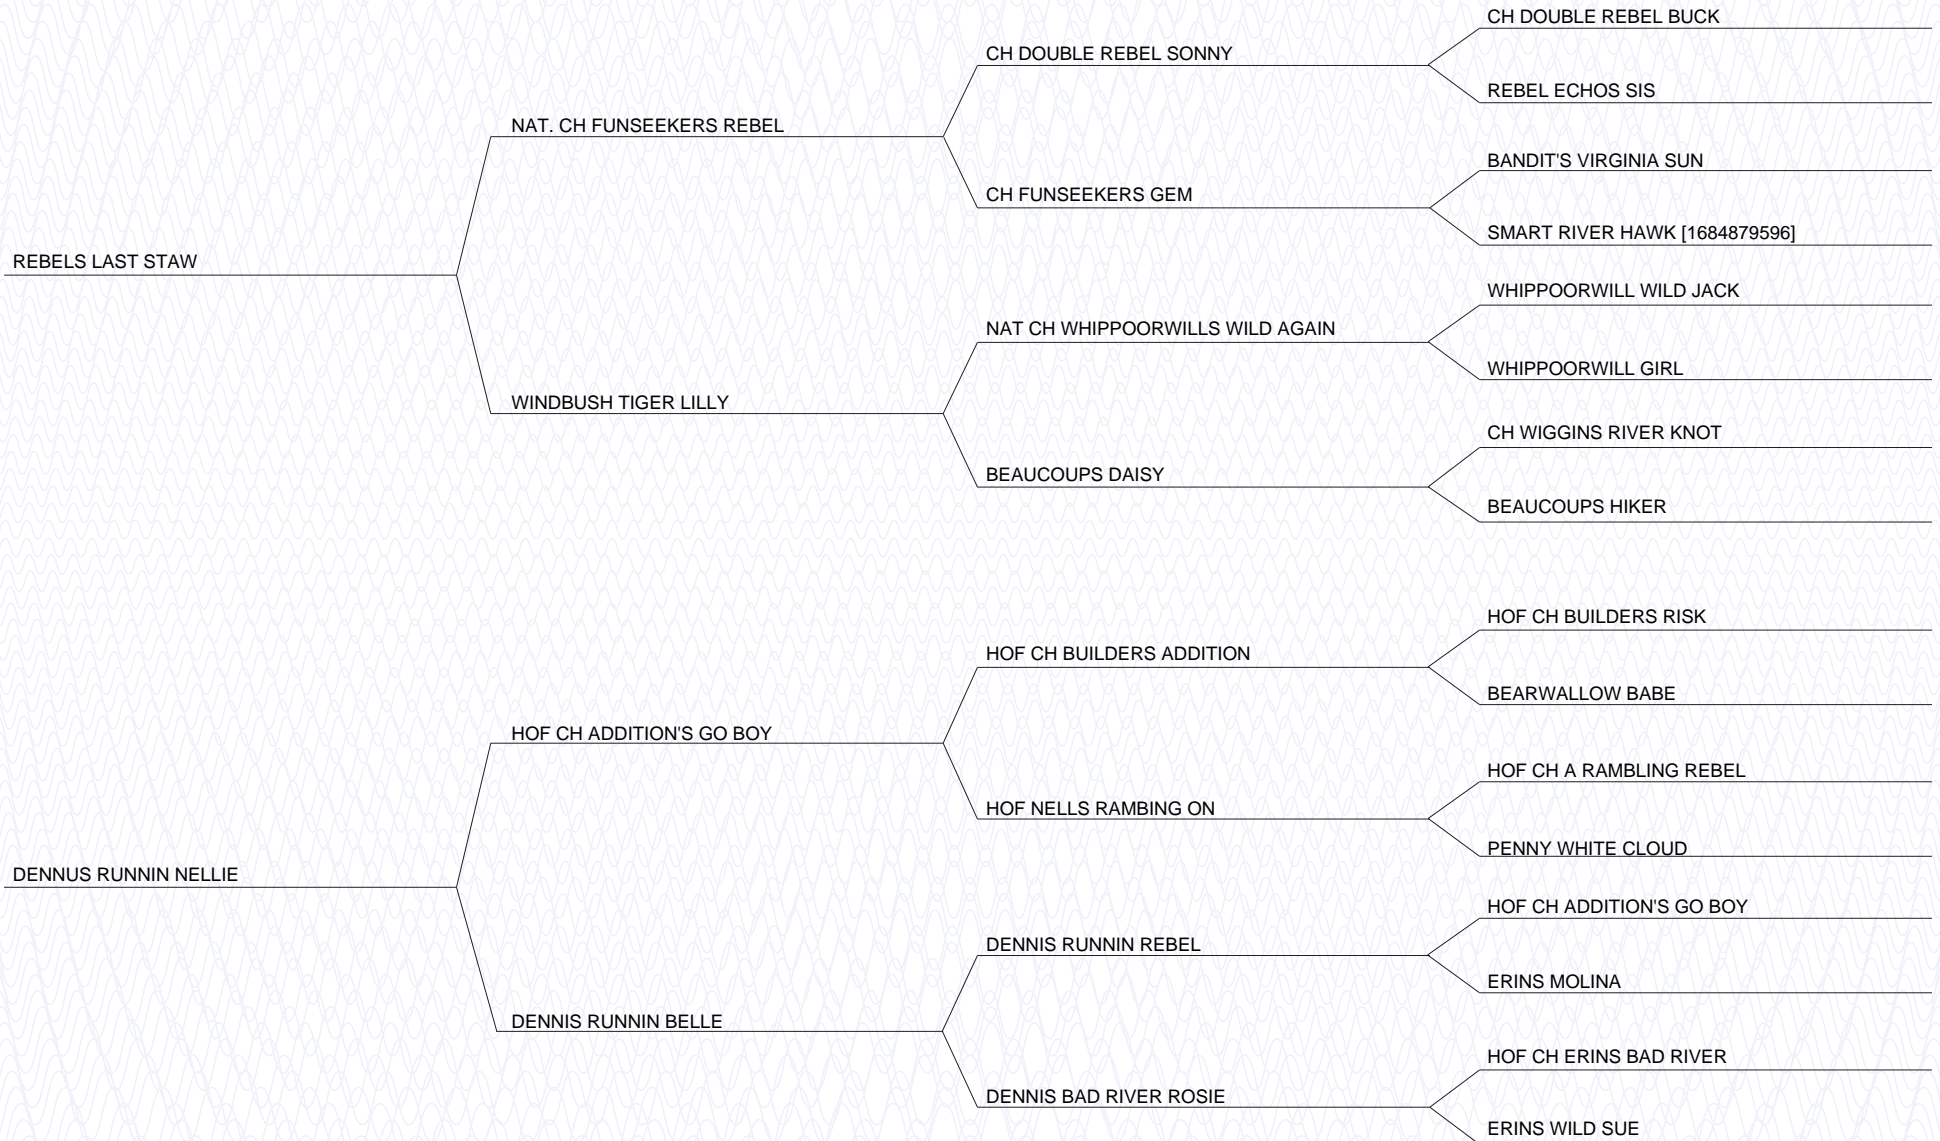 CH DOUBLE REBEL BUCK
CH DOUBLE REBEL SONNY
REBEL ECHOS SIS
NAT. CH FUNSEEKERS REBEL
BANDIT'S VIRGINIA SUN
CH FUNSEEKERS GEM
SMART RIVER HAWK [1684879596]
REBELS LAST STAW
WHIPPOORWILL WILD JACK
NAT CH WHIPPOORWILLS WILD AGAIN
WHIPPOORWILL GIRL
WINDBUSH TIGER LILLY
CH WIGGINS RIVER KNOT
BEAUCOUPS DAISY
BEAUCOUPS HIKER
HOF CH BUILDERS RISK
HOF CH BUILDERS ADDITION
BEARWALLOW BABE
HOF CH ADDITION'S GO BOY
HOF CH A RAMBLING REBEL
HOF NELLS RAMBING ON
PENNY WHITE CLOUD
DENNUS RUNNIN NELLIE
HOF CH ADDITION'S GO BOY
DENNIS RUNNIN REBEL
ERINS MOLINA
DENNIS RUNNIN BELLE
HOF CH ERINS BAD RIVER
DENNIS BAD RIVER ROSIE
ERINS WILD SUE